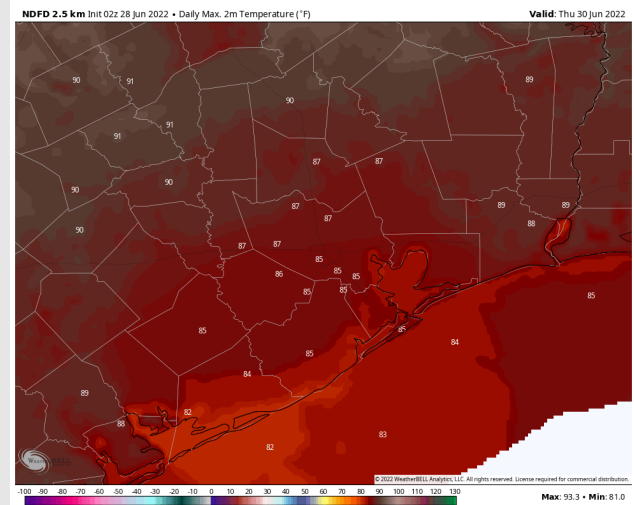 NDFD 2.5 km Init 02z 28 Jun 2022 • Daily Max. 2m Temperature (°F)
Valid: Thu 30 Jun 2022
90 91 89
90
91 91
87 87
90
90
87 89 89
87 88
90
87 87
85
86 85 85
85 85 85
85 85
84
85
84
89
82
88
83
82
WeatherBELL
© 2022 WeatherBELL Analytics, LLC. All rights reserved. License required for commercial distribution.
-100 -90 -80 -70 -60 -50 -40 -30 -20 -10 0 10 20 30 40 50 60 70 80 90 100 110 120 130
Max: 93.3 • Min: 81.0